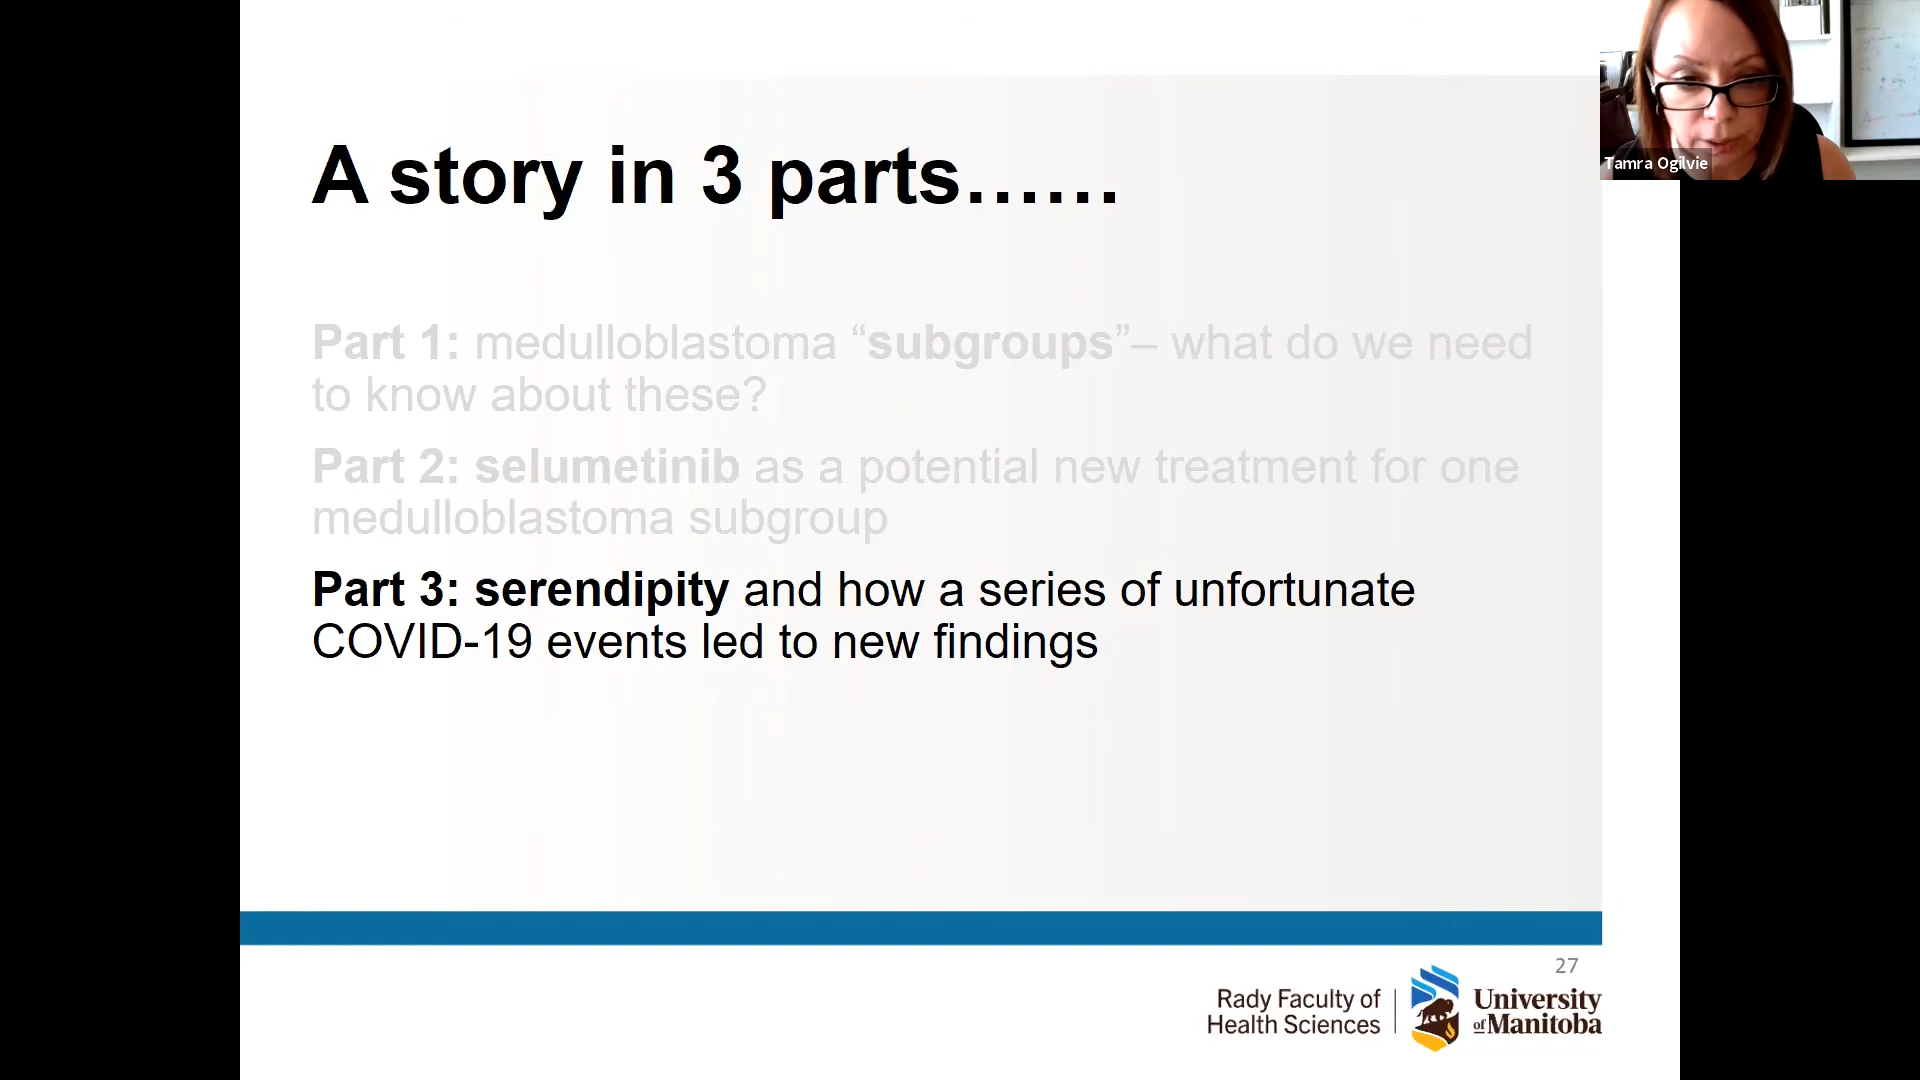 A story in 3 parts……
Tamra Ogilvie
Part 1: medulloblastoma “subgroups”– what do we need
to know about these?
Part 2: selumetinib as a potential new treatment for one
medulloblastoma subgroup
Part 3: serendipity and how a series of unfortunate
COVID-19 events led to new findings
27
Rady Faculty of
Health Sciences
University
of Manitoba